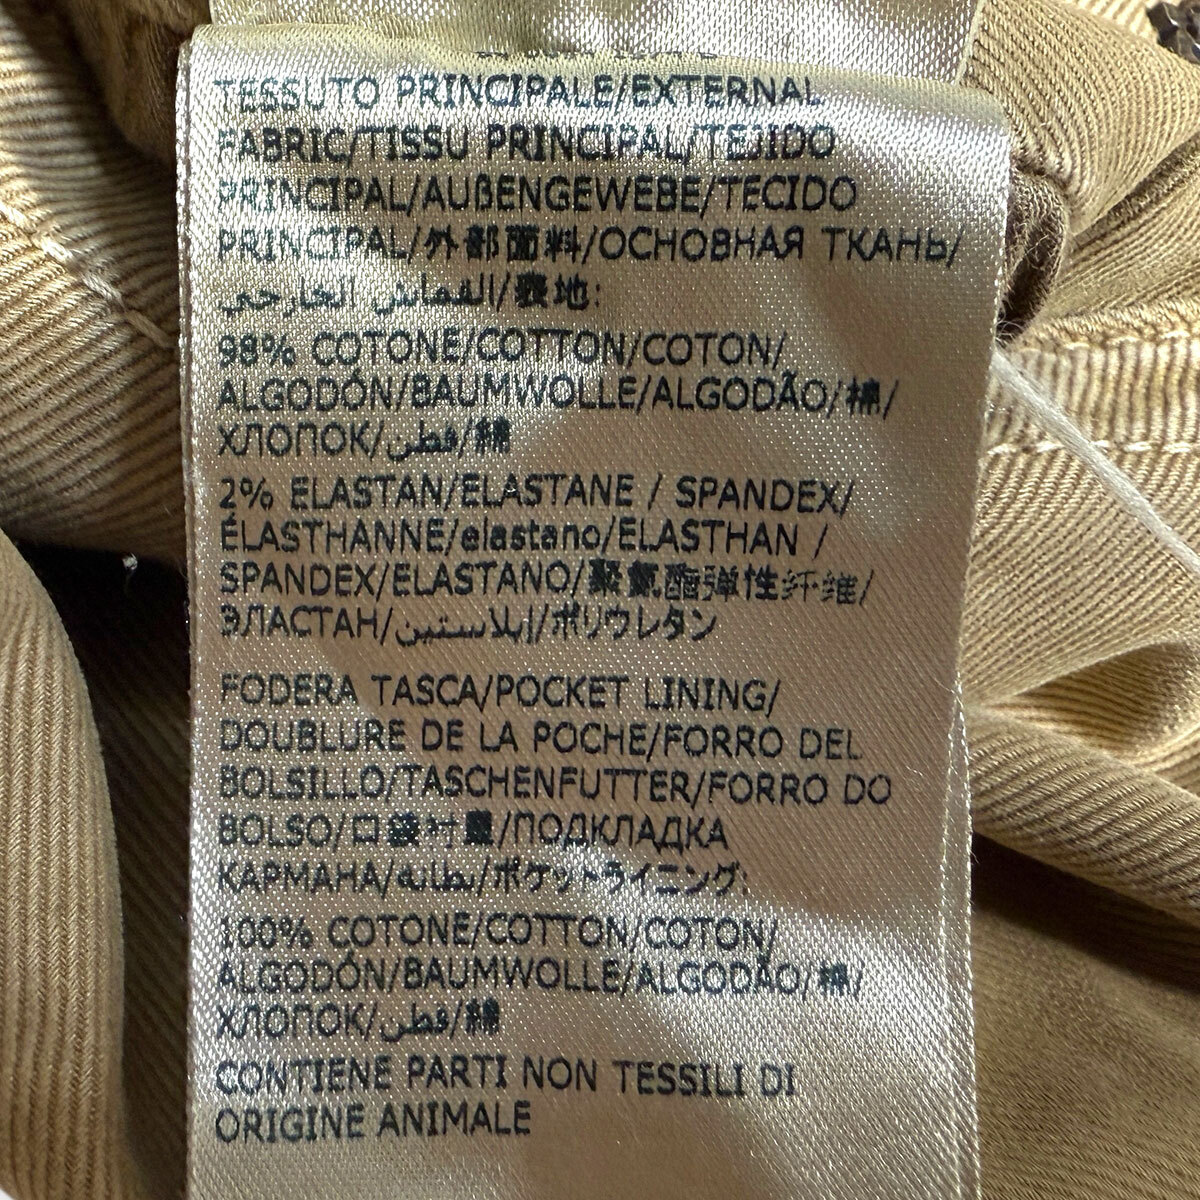 TESSUTO PRINCIPALE/EXTERNAL
FABRIC/TISSU PRINCIPAL/TEJIDO
PRINCIPAL/AUßENGEWEBE/TECIDO
PRINCIPAL/外部面料/ОСНОВНАЯ ТКАНЬ/
القماش الخارجي/表地:
98% COTONE/COTTON/COTON/
ALGODÓN/BAUMWOLLE/ALGODÃO/棉/
ХЛОПОК/قطن/綿
2% ELASTAN/ELASTANE / SPANDEX/
ÉLASTHANNE/elastano/ELASTHAN /
SPANDEX/ELASTANO/聚氨酯弹性纤维/
ЭЛАСТАН/إيلاستين/ポリウレタン
FODERA TASCA/POCKET LINING/
DOUBLURE DE LA POCHE/FORRO DEL
BOLSILLO/TASCHENFUTTER/FORRO DO
BOLSO/口袋衬里/ПОДКЛАДКА
КАРМАНА/بطانه/ポケットライニング:
100% COTONE/COTTON/COTON/
ALGODÓN/BAUMWOLLE/ALGODÃO/棉/
ХЛОПОК/قطن/綿
CONTIENE PARTI NON TESSILI DI
ORIGINE ANIMALE